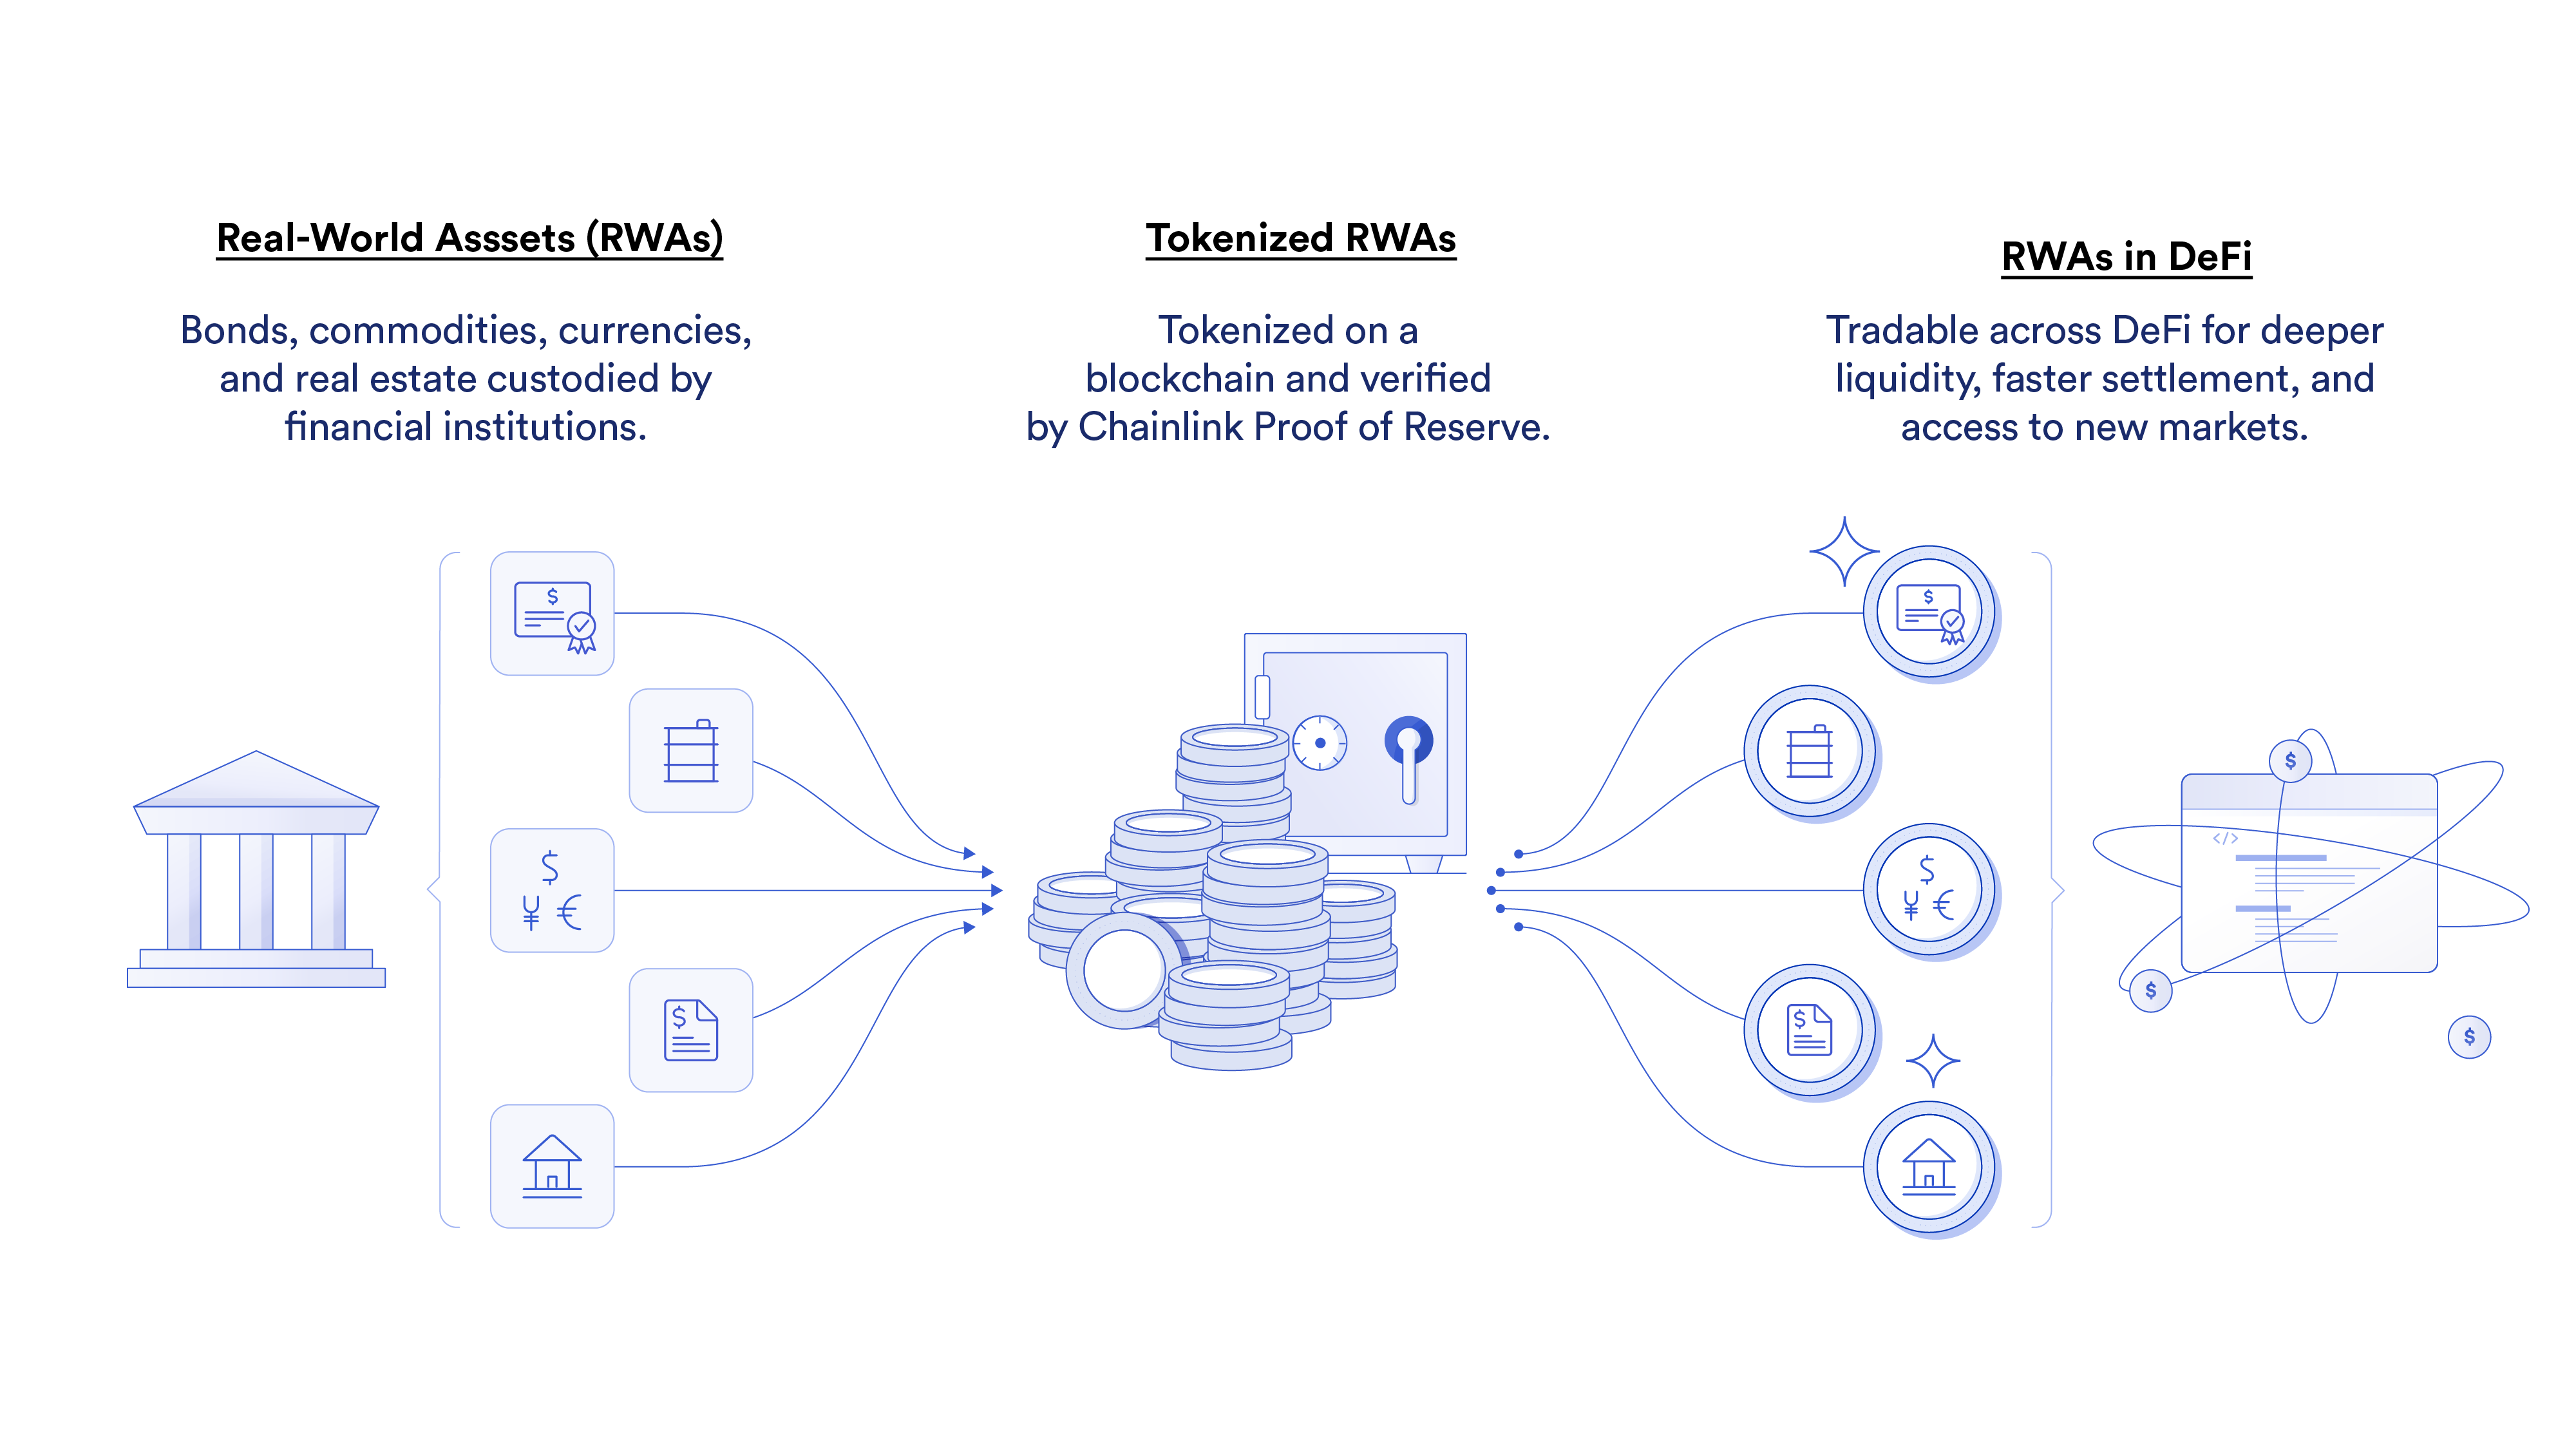 Real-World Asssets (RWAs)
Bonds, commodities, currencies,
and real estate custodied by
financial institutions.
Tokenized RWAs
Tokenized on a
blockchain and verified
by Chainlink Proof of Reserve.
RWAs in DeFi
Tradable across DeFi for deeper
liquidity, faster settlement, and
access to new markets.
$
$
¥ €
$
$
$
¥ €
$
$
</>
$
$